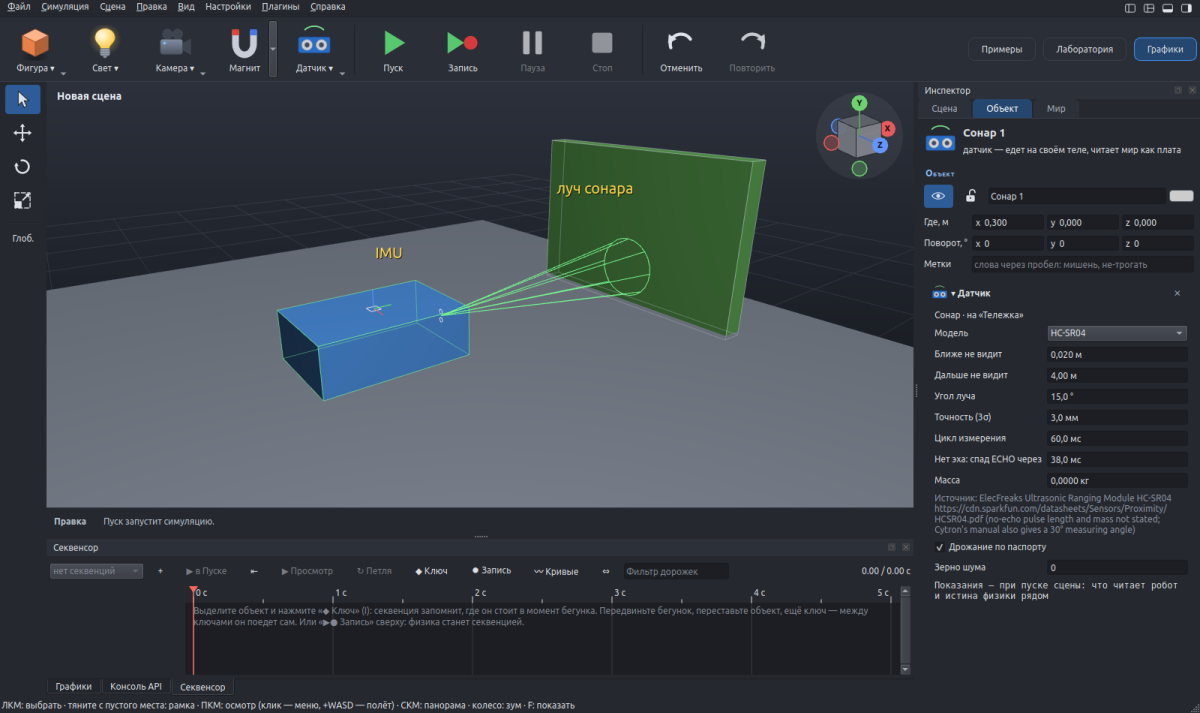 Файл Симуляция Сцена Правка Вид Настройки Плагины Справка
Фигура ▾ Свет ▾ Камера ▾ Магнит Датчик ▾ Пуск Запись Пауза Стоп Отменить Повторить Примеры Лаборатория Графики
Новая сцена
Y
X
Z
луч сонара
IMU
Глоб.
Правка Пуск запустит симуляцию.
Секвенсор
нет секвенций + ▶ в Пуске ⇤ ▶ Просмотр ↻ Петля ◆ Ключ ● Запись 〰 Кривые ⇔ Фильтр дорожек 0.00 / 0.00 с
0 с 1 с 2 с 3 с 4 с 5 с
Выделите объект и нажмите «◆ Ключ» (I): секвенция запомнит, где он стоит в момент бегунка. Передвиньте бегунок, переставьте объект, ещё ключ — между
ключами он поедет сам. Или «▶● Запись» сверху: физика станет секвенцией.
Графики Консоль API Секвенсор
ЛКМ: выбрать · тяните с пустого места: рамка · ПКМ: осмотр (клик — меню, +WASD — полёт) · СКМ: панорама · колесо: зум · F: показать
Инспектор
Сцена Объект Мир
Сонар 1
датчик — едет на своём теле, читает мир как плата
Объект
Сонар 1
Где, м x 0,300 y 0,000 z 0,000
Поворот,° x 0 y 0 z 0
Метки слова через пробел: мишень, не-трогать
▾ Датчик ×
Сонар · на «Тележка»
Модель HC-SR04
Ближе не видит 0,020 м
Дальше не видит 4,00 м
Угол луча 15,0 °
Точность (3σ) 3,0 мм
Цикл измерения 60,0 мс
Нет эха: спад ECHO через 38,0 мс
Масса 0,0000 кг
Источник: ElecFreaks Ultrasonic Ranging Module HC-SR04
https://cdn.sparkfun.com/datasheets/Sensors/Proximity/
HCSR04.pdf (no-echo pulse length and mass not stated;
Cytron's manual also gives a 30° measuring angle)
✓ Дрожание по паспорту
Зерно шума 0
Показания — при пуске сцены: что читает робот
и истина физики рядом